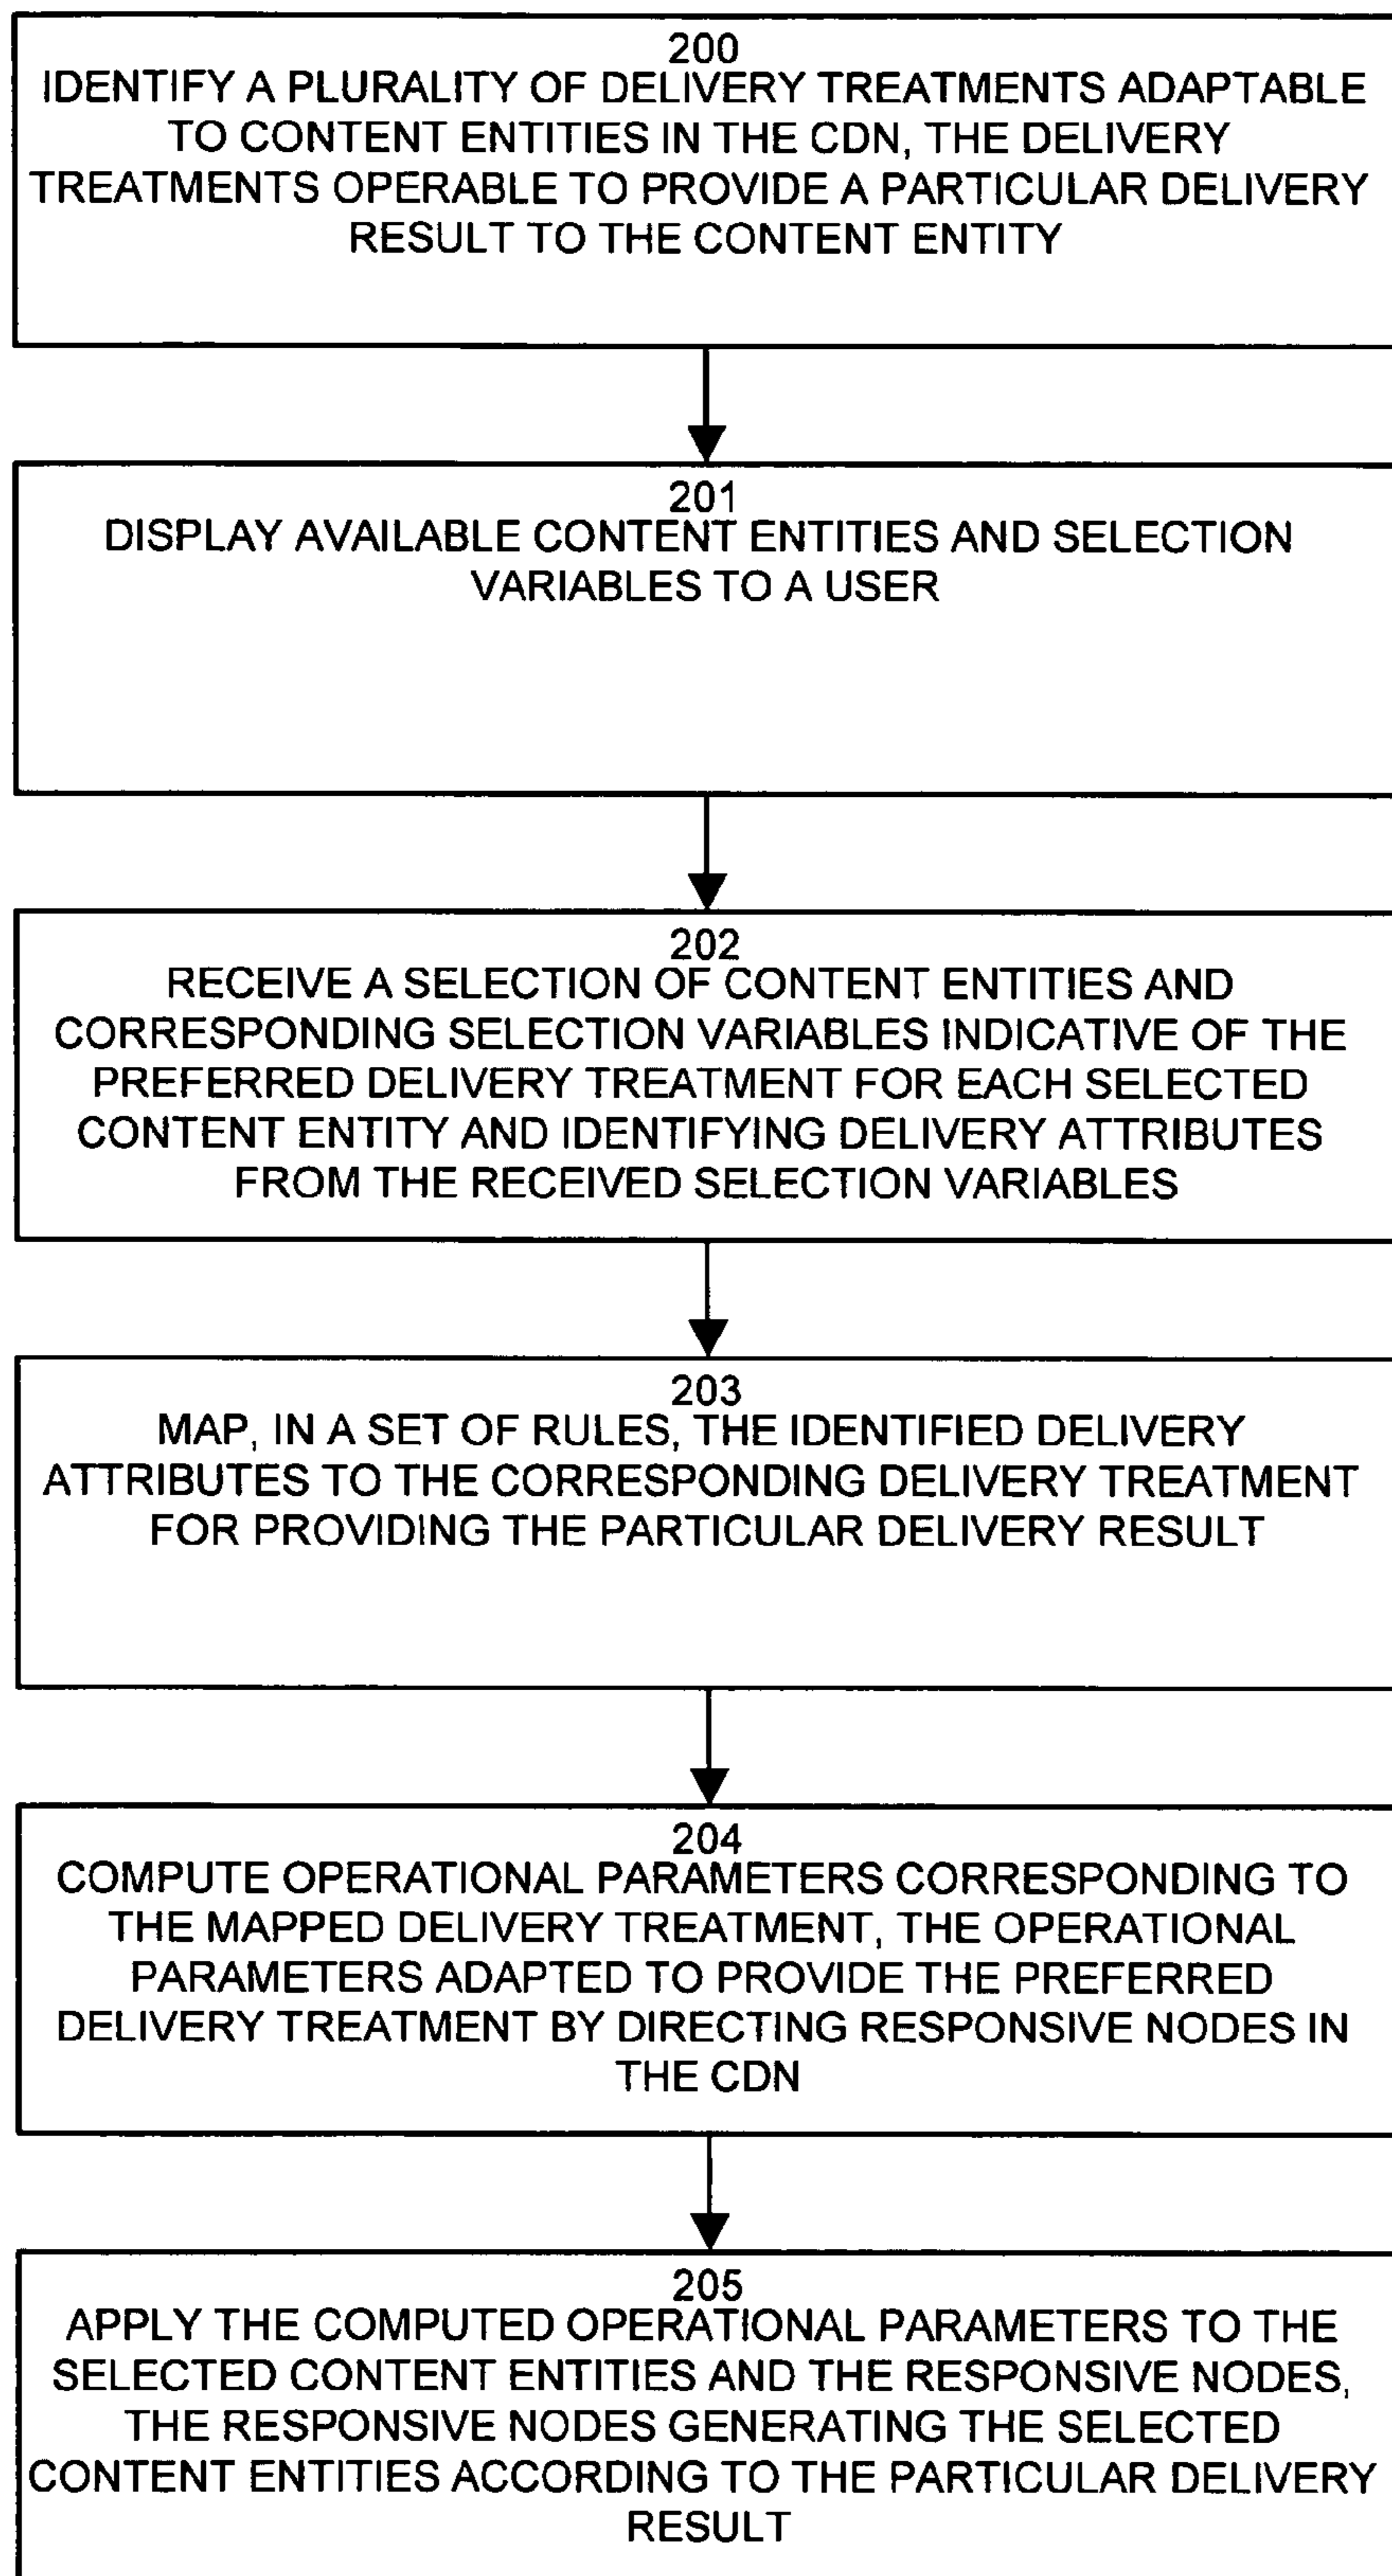 200
IDENTIFY A PLURALITY OF DELIVERY TREATMENTS ADAPTABLE
TO CONTENT ENTITIES IN THE CDN, THE DELIVERY
TREATMENTS OPERABLE TO PROVIDE A PARTICULAR DELIVERY
RESULT TO THE CONTENT ENTITY
201
DISPLAY AVAILABLE CONTENT ENTITIES AND SELECTION
VARIABLES TO A USER
202
RECEIVE A SELECTION OF CONTENT ENTITIES AND
CORRESPONDING SELECTION VARIABLES INDICATIVE OF THE
PREFERRED DELIVERY TREATMENT FOR EACH SELECTED
CONTENT ENTITY AND IDENTIFYING DELIVERY ATTRIBUTES
FROM THE RECEIVED SELECTION VARIABLES
203
MAP, IN A SET OF RULES, THE IDENTIFIED DELIVERY
ATTRIBUTES TO THE CORRESPONDING DELIVERY TREATMENT
FOR PROVIDING THE PARTICULAR DELIVERY RESULT
204
COMPUTE OPERATIONAL PARAMETERS CORRESPONDING TO
THE MAPPED DELIVERY TREATMENT, THE OPERATIONAL
PARAMETERS ADAPTED TO PROVIDE THE PREFERRED
DELIVERY TREATMENT BY DIRECTING RESPONSIVE NODES IN
THE CDN
205
APPLY THE COMPUTED OPERATIONAL PARAMETERS TO THE
SELECTED CONTENT ENTITIES AND THE RESPONSIVE NODES,
THE RESPONSIVE NODES GENERATING THE SELECTED
CONTENT ENTITIES ACCORDING TO THE PARTICULAR DELIVERY
RESULT